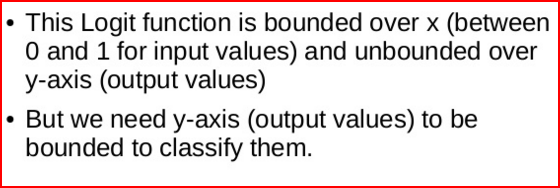 • This Logit function is bounded over x (between
0 and 1 for input values) and unbounded over
y-axis (output values)
• But we need y-axis (output values) to be
bounded to classify them.